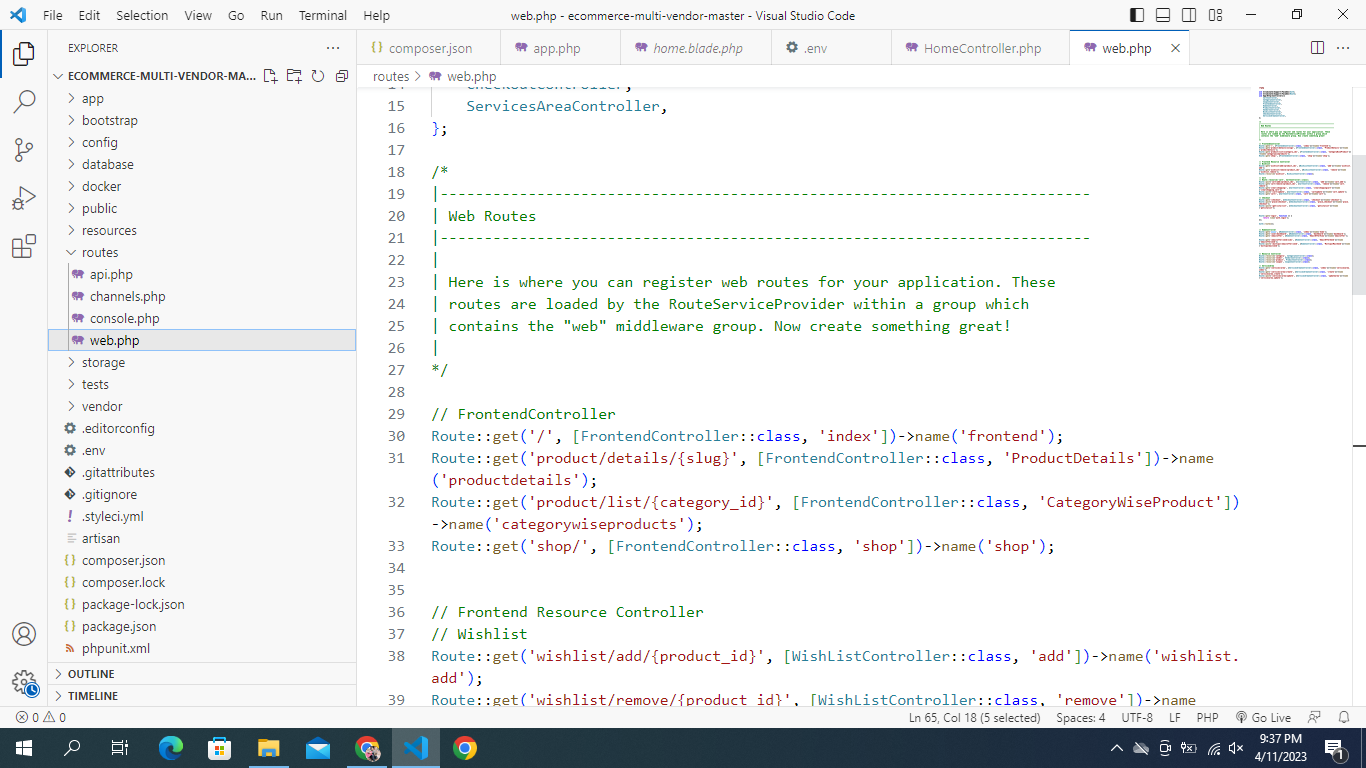 File Edit Selection View Go Run Terminal Help
web.php - ecommerce-multi-vendor-master - Visual Studio Code
EXPLORER
composer.json
app.php
home.blade.php
.env
HomeController.php
web.php
ECOMMERCE-MULTI-VENDOR-MA...
app
bootstrap
config
database
docker
public
resources
routes
api.php
channels.php
console.php
web.php
storage
tests
vendor
.editorconfig
.env
.gitattributes
.gitignore
.styleci.yml
artisan
composer.json
composer.lock
package-lock.json
package.json
phpunit.xml
OUTLINE
TIMELINE
routes > web.php
14 CheckoutController,
15 ServicesAreaController,
16 };
17
18 /*
19 |--------------------------------------------------------------------------
20 | Web Routes
21 |--------------------------------------------------------------------------
22 |
23 | Here is where you can register web routes for your application. These
24 | routes are loaded by the RouteServiceProvider within a group which
25 | contains the "web" middleware group. Now create something great!
26 |
27 */
28
29 // FrontendController
30 Route::get('/', [FrontendController::class, 'index'])->name('frontend');
31 Route::get('product/details/{slug}', [FrontendController::class, 'ProductDetails'])->name
('productdetails');
32 Route::get('product/list/{category_id}', [FrontendController::class, 'CategoryWiseProduct'])
->name('categorywiseproducts');
33 Route::get('shop/', [FrontendController::class, 'shop'])->name('shop');
34
35
36 // Frontend Resource Controller
37 // Wishlist
38 Route::get('wishlist/add/{product_id}', [WishListController::class, 'add'])->name('wishlist.
add');
39 Route::get('wishlist/remove/{product_id}', [WishListController::class, 'remove'])->name
0 0
Ln 65, Col 18 (5 selected) Spaces: 4 UTF-8 LF PHP Go Live
9:37 PM
4/11/2023
1